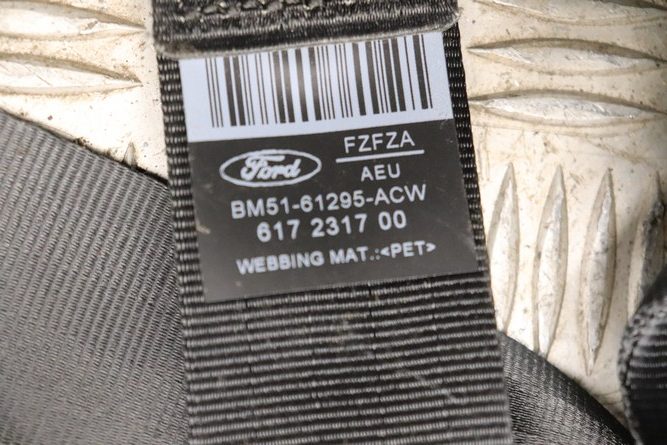 FZFZA
Ford
AEU
BM51-61295-ACW
617 2317 00
WEBBING MAT.:<PET>